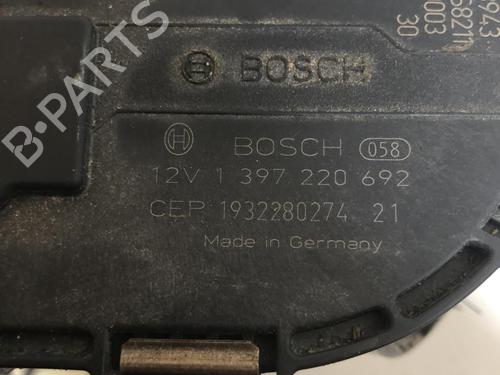 BOSCH
BOSCH 058
12V 1 397 220 692
CEP 1932280274 21
Made in Germany
B-PARTS
003
30